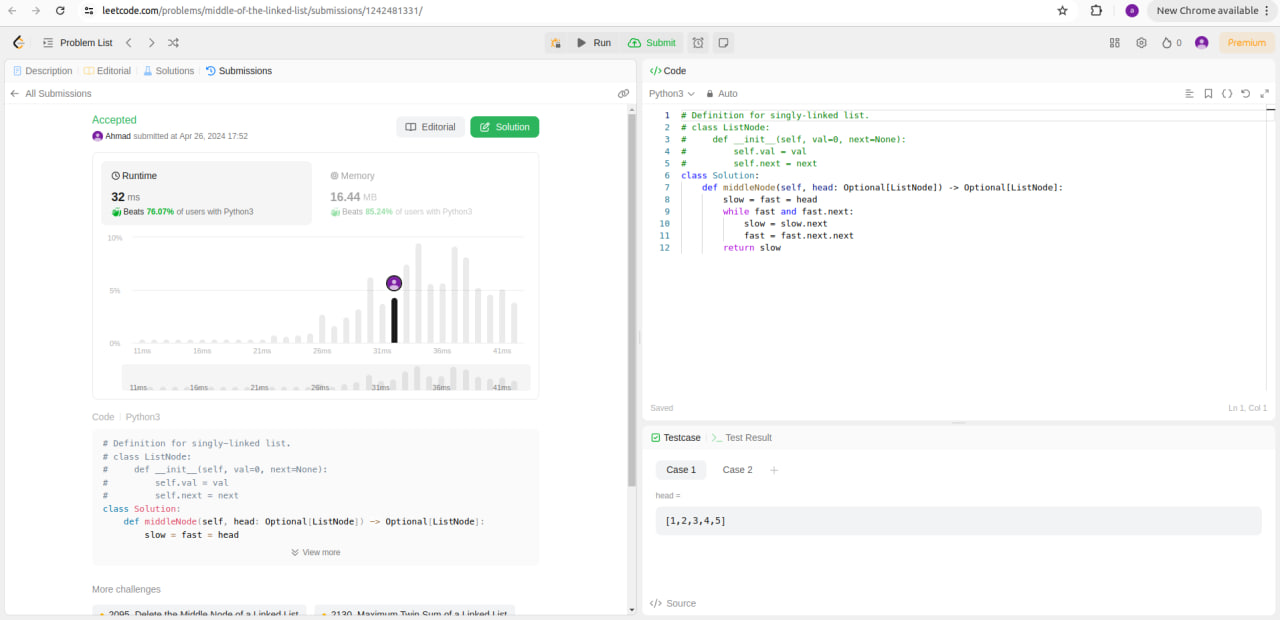 leetcode.com/problems/middle-of-the-linked-list/submissions/1242481331/
New Chrome available
Problem List
Run
Submit
0
Premium
Description
Editorial
Solutions
Submissions
All Submissions
Accepted
Ahmad submitted at Apr 26, 2024 17:52
Editorial
Solution
Runtime
32 ms
Beats 76.07% of users with Python3
Memory
16.44 MB
Beats 85.24% of users with Python3
10%
5%
0%
11ms 16ms 21ms 26ms 31ms 36ms 41ms
11ms 16ms 21ms 26ms 31ms 36ms 41ms
Code Python3
# Definition for singly-linked list.
# class ListNode:
#     def __init__(self, val=0, next=None):
#         self.val = val
#         self.next = next
class Solution:
    def middleNode(self, head: Optional[ListNode]) -> Optional[ListNode]:
        slow = fast = head
View more
More challenges
2095. Delete the Middle Node of a Linked List
2130. Maximum Twin Sum of a Linked List
</> Code
Python3
Auto
1 # Definition for singly-linked list.
2 # class ListNode:
3 #     def __init__(self, val=0, next=None):
4 #         self.val = val
5 #         self.next = next
6 class Solution:
7     def middleNode(self, head: Optional[ListNode]) -> Optional[ListNode]:
8         slow = fast = head
9         while fast and fast.next:
10             slow = slow.next
11             fast = fast.next.next
12         return slow
Saved
Ln 1, Col 1
Testcase
>_ Test Result
Case 1
Case 2
+
head =
[1,2,3,4,5]
</> Source